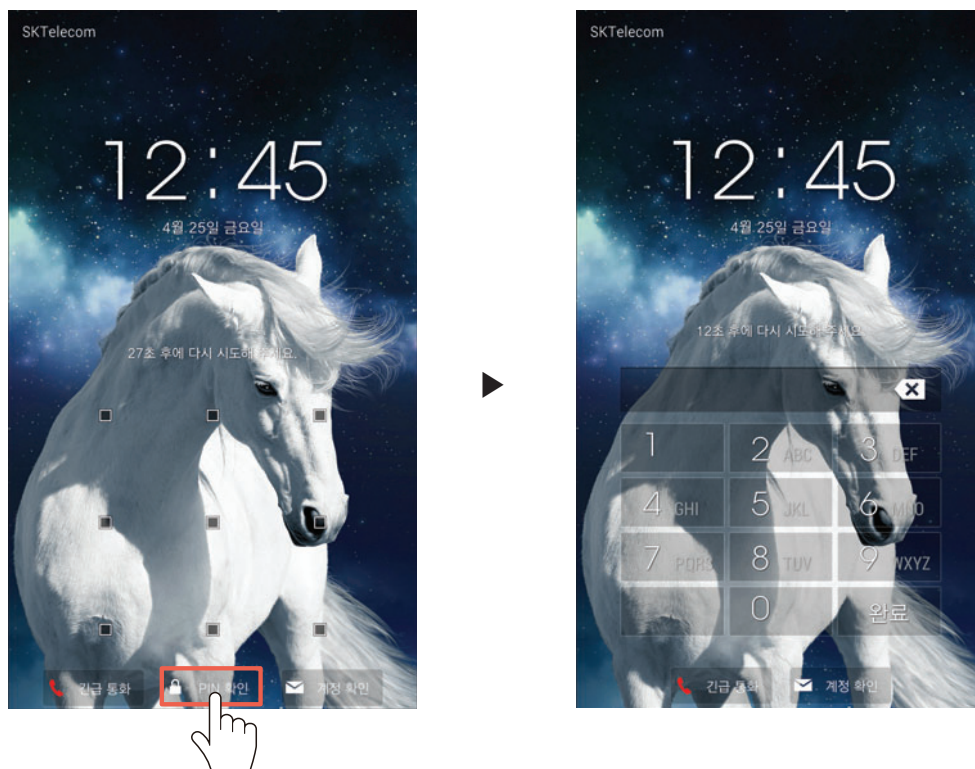 SKTelecom
12:45
4월 25일 금요일
27초 후에 다시 시도해 주세요.
긴급 통화
PIN 확인
계정 확인
SKTelecom
12:45
4월 25일 금요일
12초 후에 다시 시도해 주세요.
1
2 ABC
3 DEF
4 GHI
5 JKL
6 MNO
7 PQRS
8 TUV
9 WXYZ
0
완료
긴급 통화
계정 확인